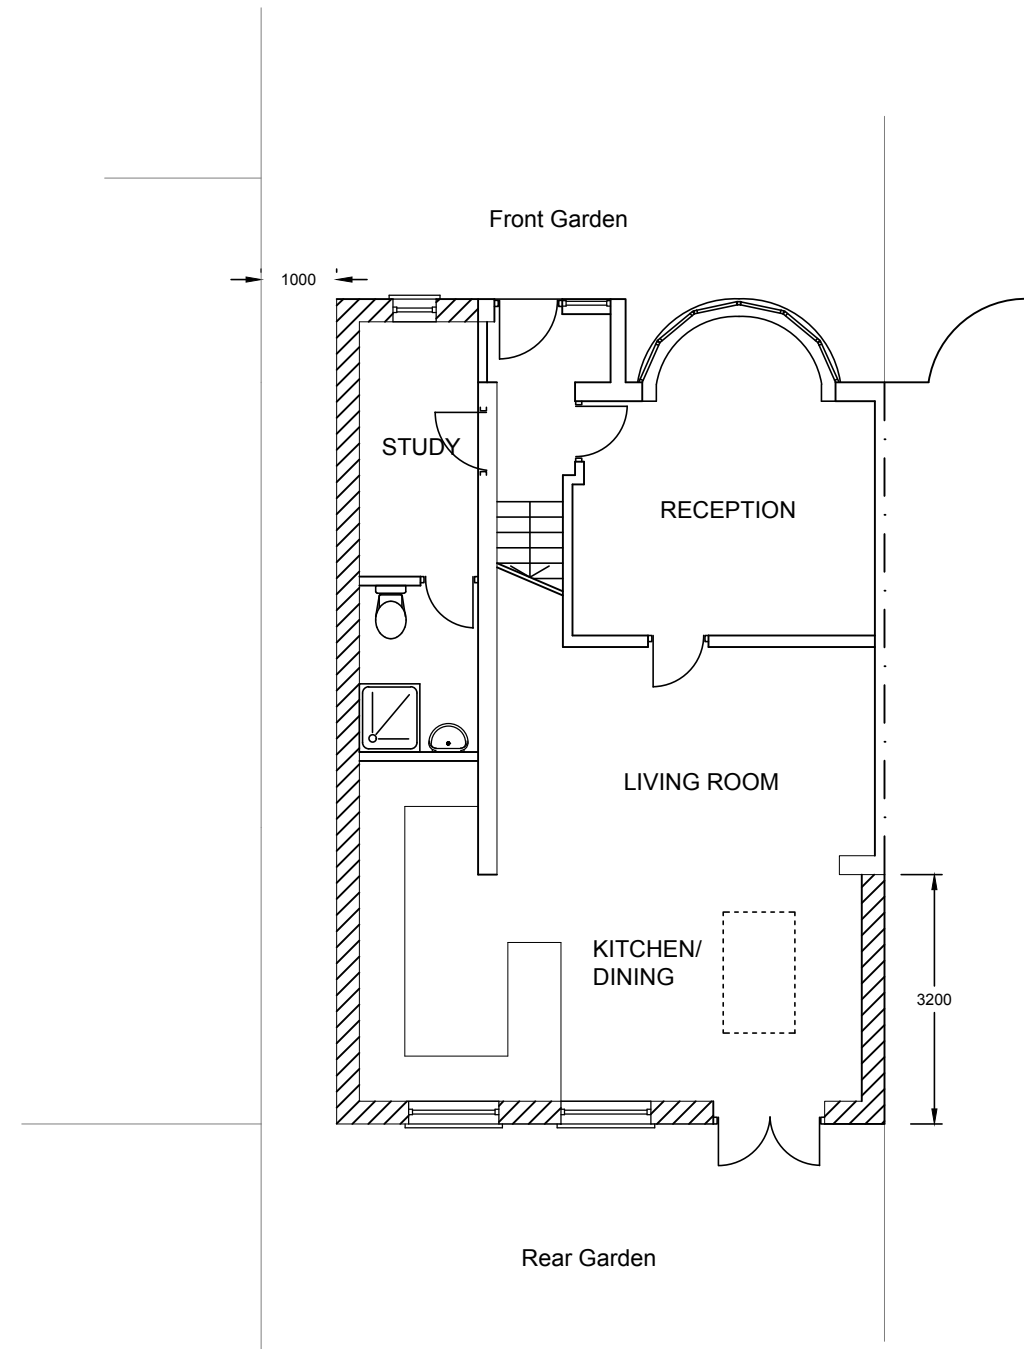 Front Garden
1000
STUDY
RECEPTION
LIVING ROOM
KITCHEN/
DINING
3200
Rear Garden